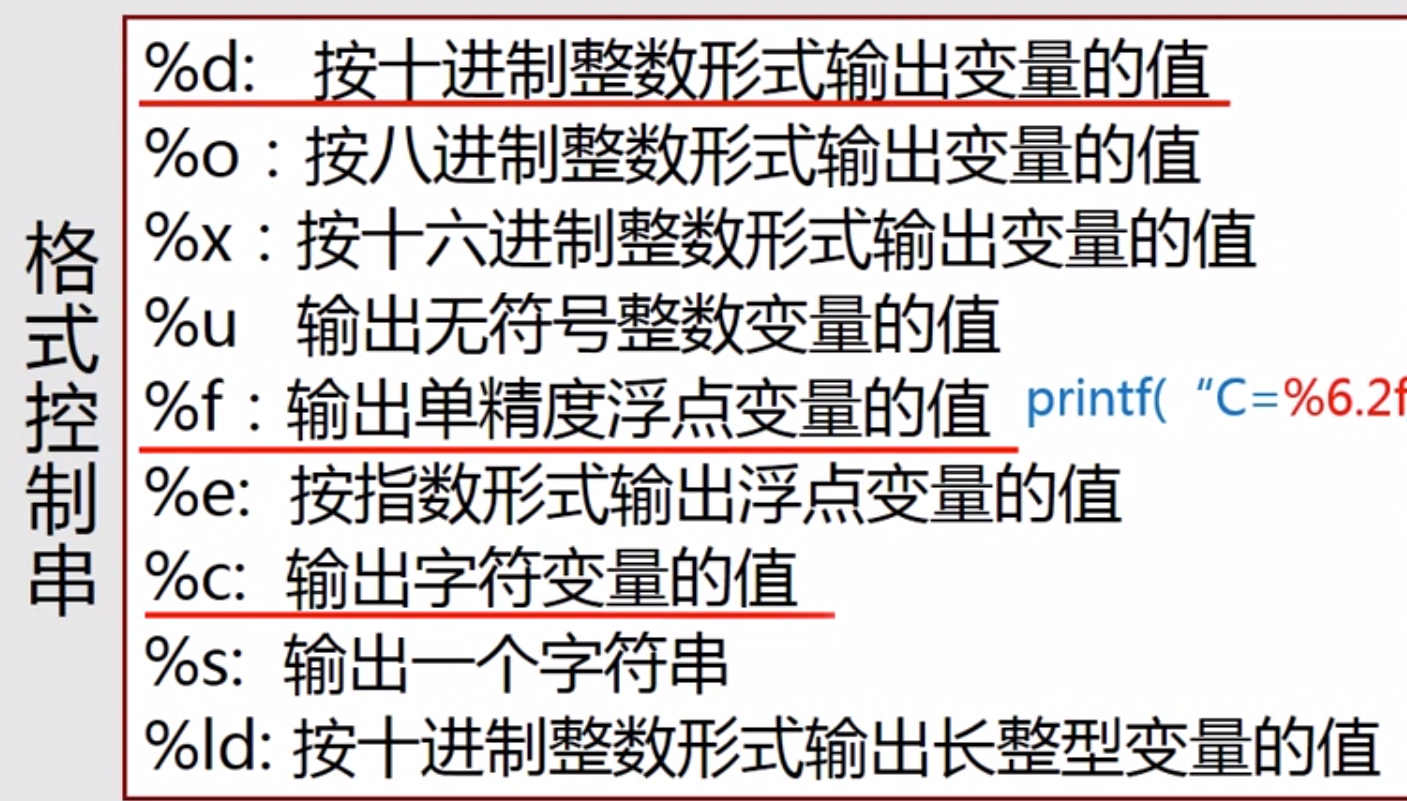 格式控制串
%d: 按十进制整数形式输出变量的值
%o：按八进制整数形式输出变量的值
%x：按十六进制整数形式输出变量的值
%u 输出无符号整数变量的值
%f：输出单精度浮点变量的值 printf( “C=%6.2f
%e: 按指数形式输出浮点变量的值
%c: 输出字符变量的值
%s: 输出一个字符串
%ld: 按十进制整数形式输出长整型变量的值